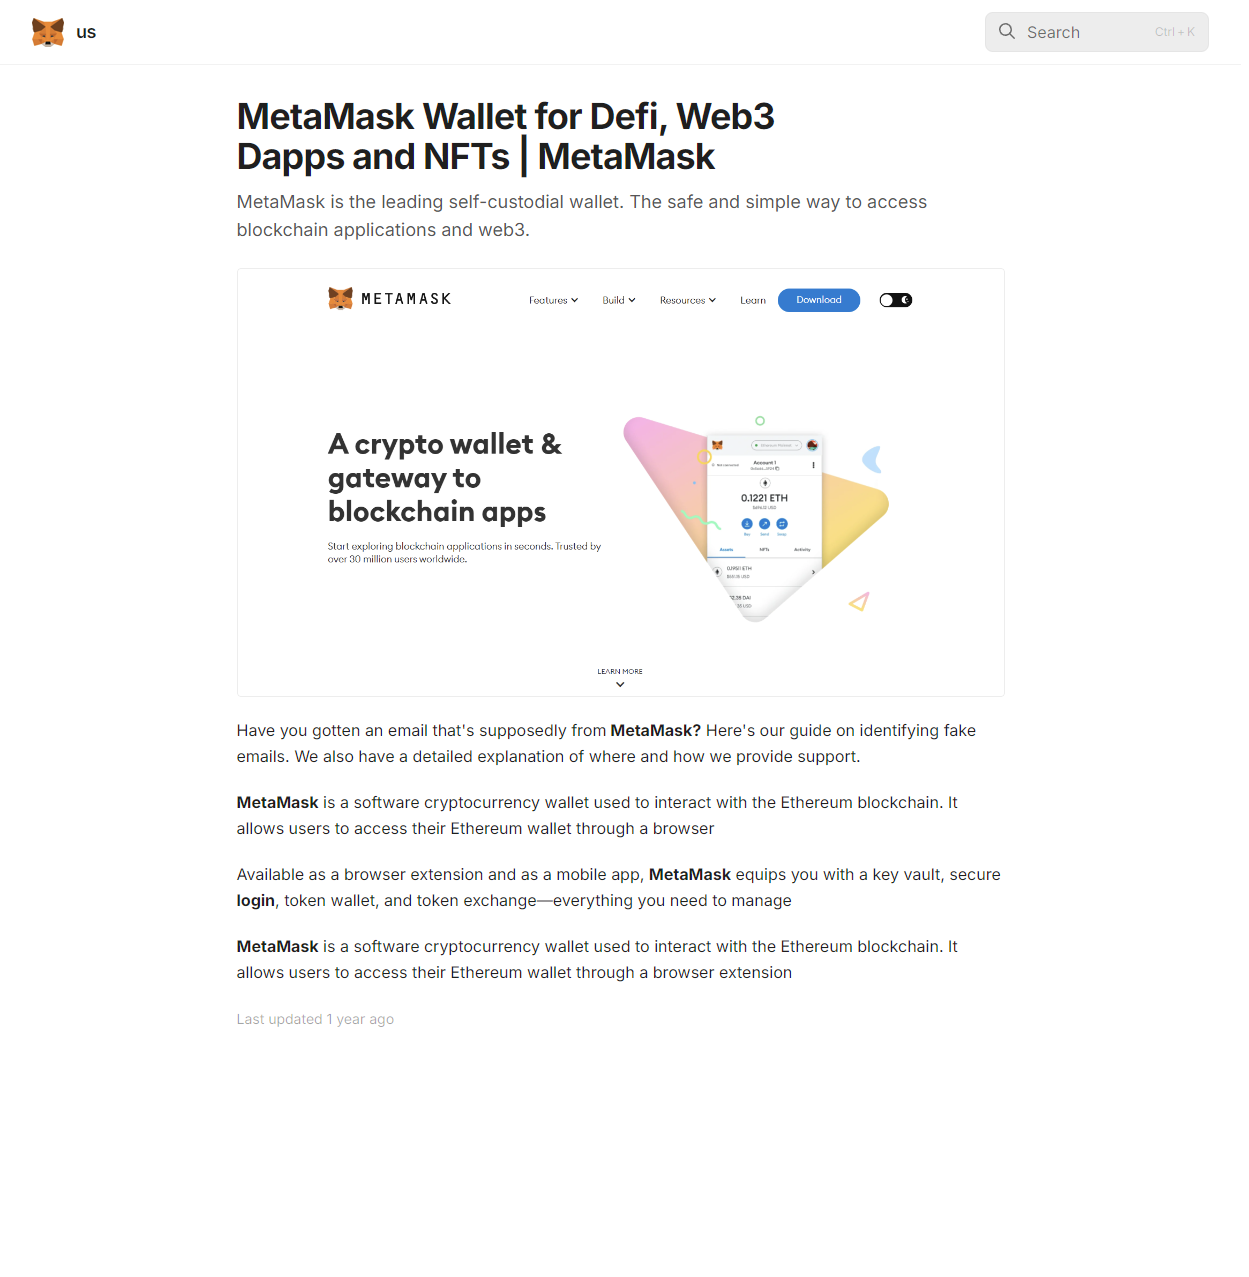 us
Search
Ctrl + K
MetaMask Wallet for Defi, Web3
Dapps and NFTs | MetaMask
MetaMask is the leading self-custodial wallet. The safe and simple way to access
blockchain applications and web3.
METAMASK
Features
Build
Resources
Learn
Download
A crypto wallet &
gateway to
blockchain apps
Start exploring blockchain applications in seconds. Trusted by
over 30 million users worldwide.
Account 1
0.1221 ETH
Buy
Send
Swap
Assets
NFTs
Activity
LEARN MORE
Have you gotten an email that's supposedly from MetaMask? Here's our guide on identifying fake
emails. We also have a detailed explanation of where and how we provide support.
MetaMask is a software cryptocurrency wallet used to interact with the Ethereum blockchain. It
allows users to access their Ethereum wallet through a browser
Available as a browser extension and as a mobile app, MetaMask equips you with a key vault, secure
login, token wallet, and token exchange—everything you need to manage
MetaMask is a software cryptocurrency wallet used to interact with the Ethereum blockchain. It
allows users to access their Ethereum wallet through a browser extension
Last updated 1 year ago